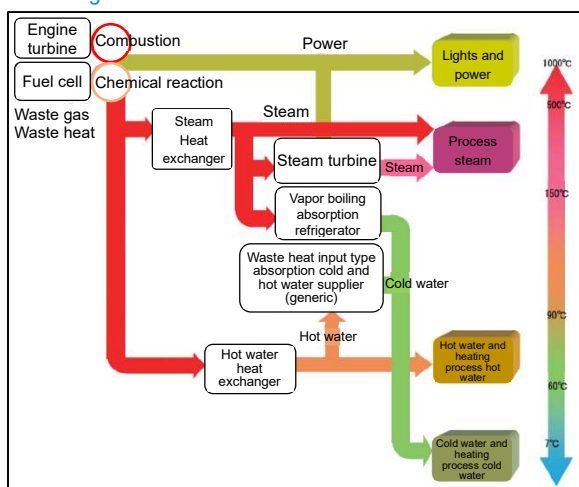 Engine
turbine
Combustion
Power
Lights and
power
1000℃
Fuel cell
Chemical reaction
500℃
Waste gas
Waste heat
Steam
Heat
exchanger
Steam
Process
steam
Steam turbine
Steam
150℃
Vapor boiling
absorption
refrigerator
Waste heat input type
absorption cold and
hot water supplier
(generic)
Cold water
90℃
Hot water
Hot water
heat
exchanger
Hot water and
heating
process hot
water
60℃
Cold water and
heating
process cold
water
7℃